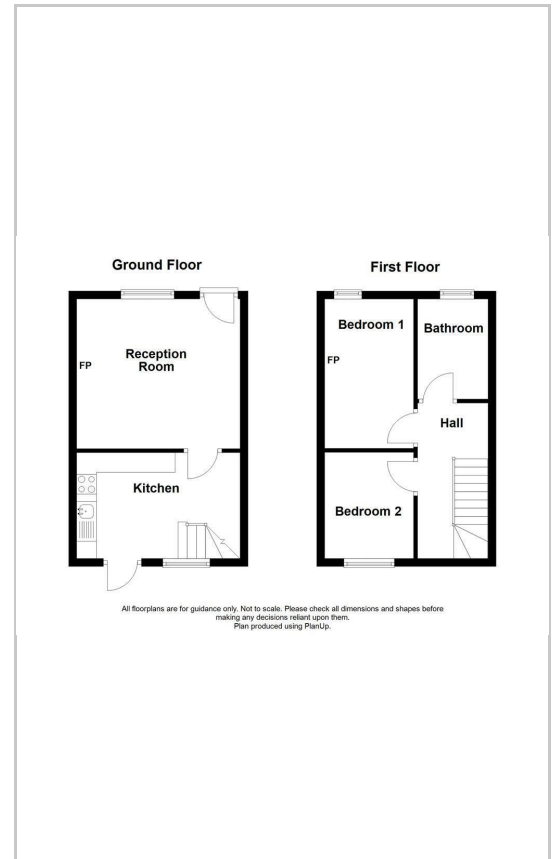 Ground Floor
Reception
Room
FP
Kitchen
First Floor
Bedroom 1
FP
Bathroom
Hall
Bedroom 2
All floorplans are for guidance only. Not to scale. Please check all dimensions and shapes before
making any decisions reliant upon them.
Plan produced using PlanUp.